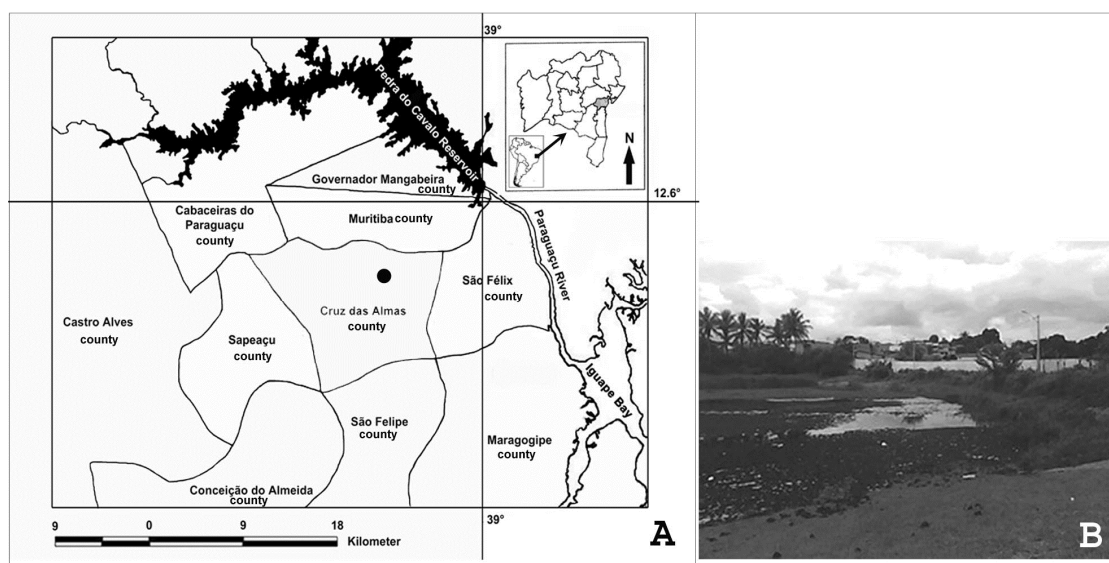 39°
Pedra do Cavalo Reservoir
N
Governador Mangabeira
county
12.6°
Cabaceiras do
Paraguaçu
county
Muritiba county
Paraguaçu River
São Félix
county
Castro Alves
county
Cruz das Almas
county
Sapeaçu
county
Iguape Bay
São Felipe
county
Maragogipe
county
Conceição do Almeida
county
39°
9 0 9 18
Kilometer
A
B